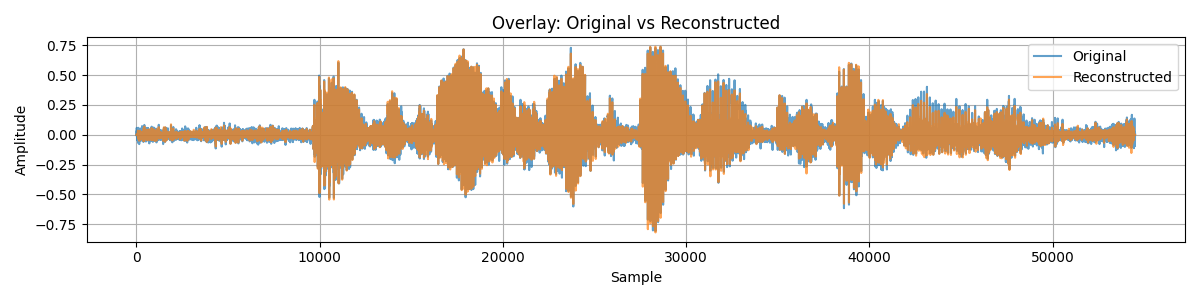 Overlay: Original vs Reconstructed
Original
Reconstructed
Amplitude
0.75
0.50
0.25
0.00
−0.25
−0.50
−0.75
0
10000
20000
30000
40000
50000
Sample